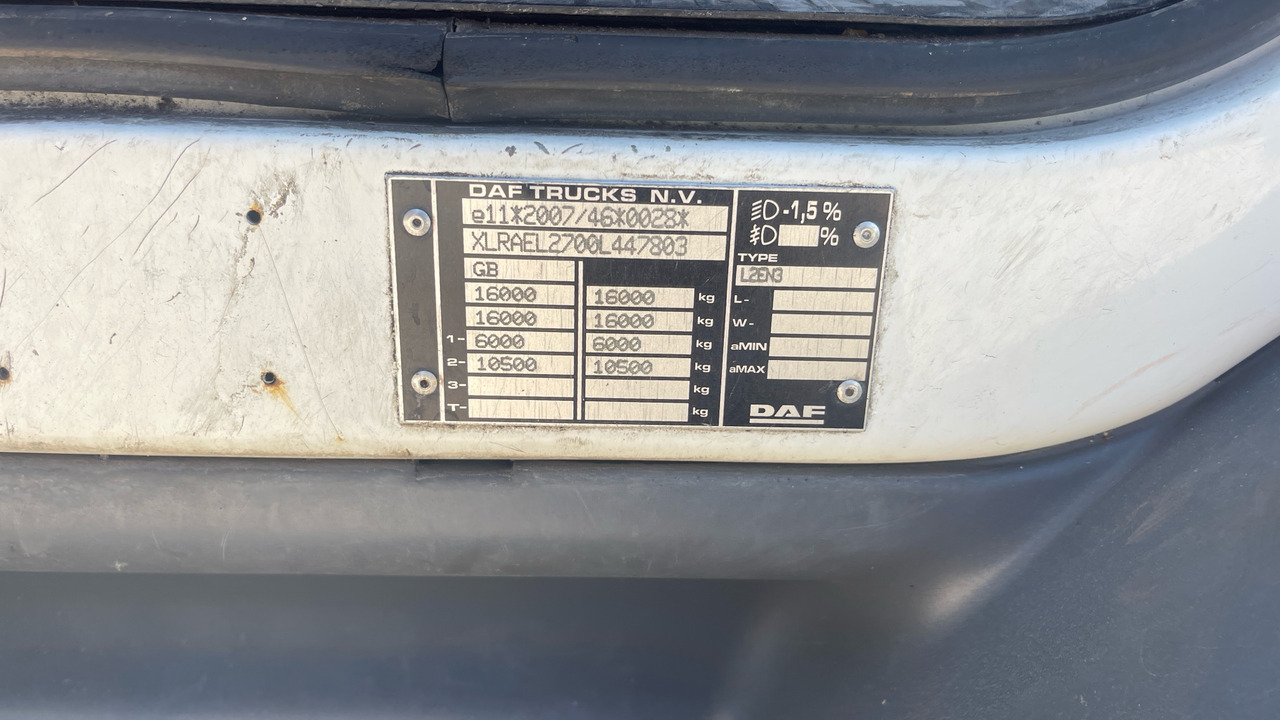 DAF TRUCKS N.V.
e11*2007/46*0028*
XLRAEL2700L447803
GB
16000 16000 kg
16000 16000 kg
1- 6000 6000 kg
2- 10500 10500 kg
3- kg
T- kg
-1,5%
%
TYPE
L2EN3
L-
W-
aMIN
aMAX
DAF